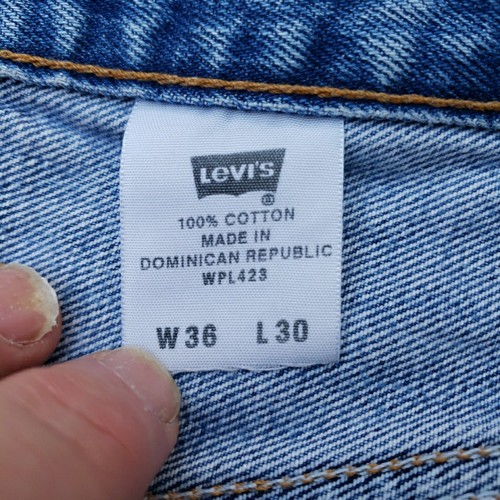 LEVI'S
®
100% COTTON
MADE IN
DOMINICAN REPUBLIC
WPL423
W36 L30